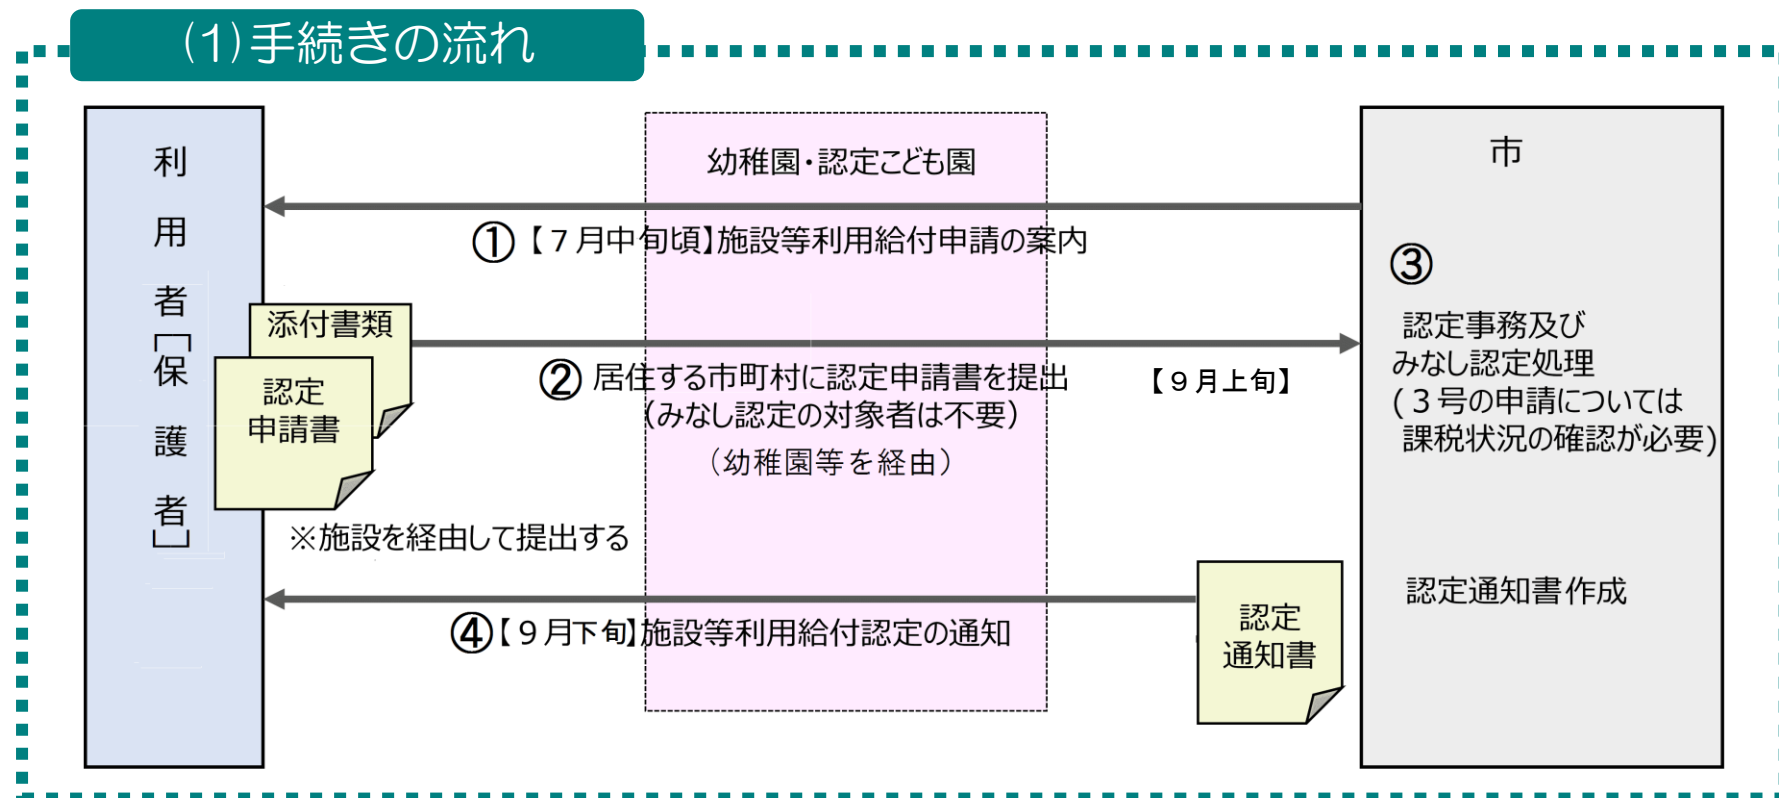 (1)手続きの流れ
利用者[保護者]
幼稚園・認定こども園
市
①【７月中旬頃】施設等利用給付申請の案内
添付書類
認定
申請書
②居住する市町村に認定申請書を提出 【９月上旬】
(みなし認定の対象者は不要)
(幼稚園等を経由)
※施設を経由して提出する
③
認定事務及び
みなし認定処理
(３号の申請については
課税状況の確認が必要)
認定通知書作成
認定
通知書
④【９月下旬】施設等利用給付認定の通知